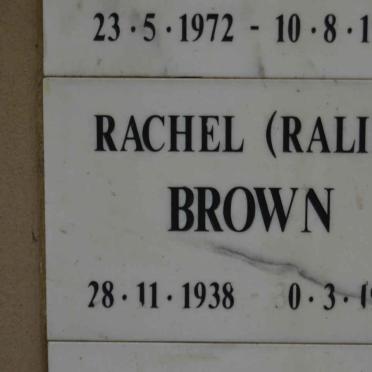 23·5·1972 - 10·8·1
RACHEL (RALI
BROWN
28·11·1938 0·3·1